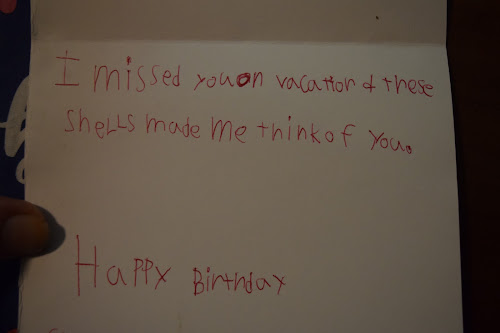 I missed you on vacation & these
Shells made me think of you.
Happy Birthday